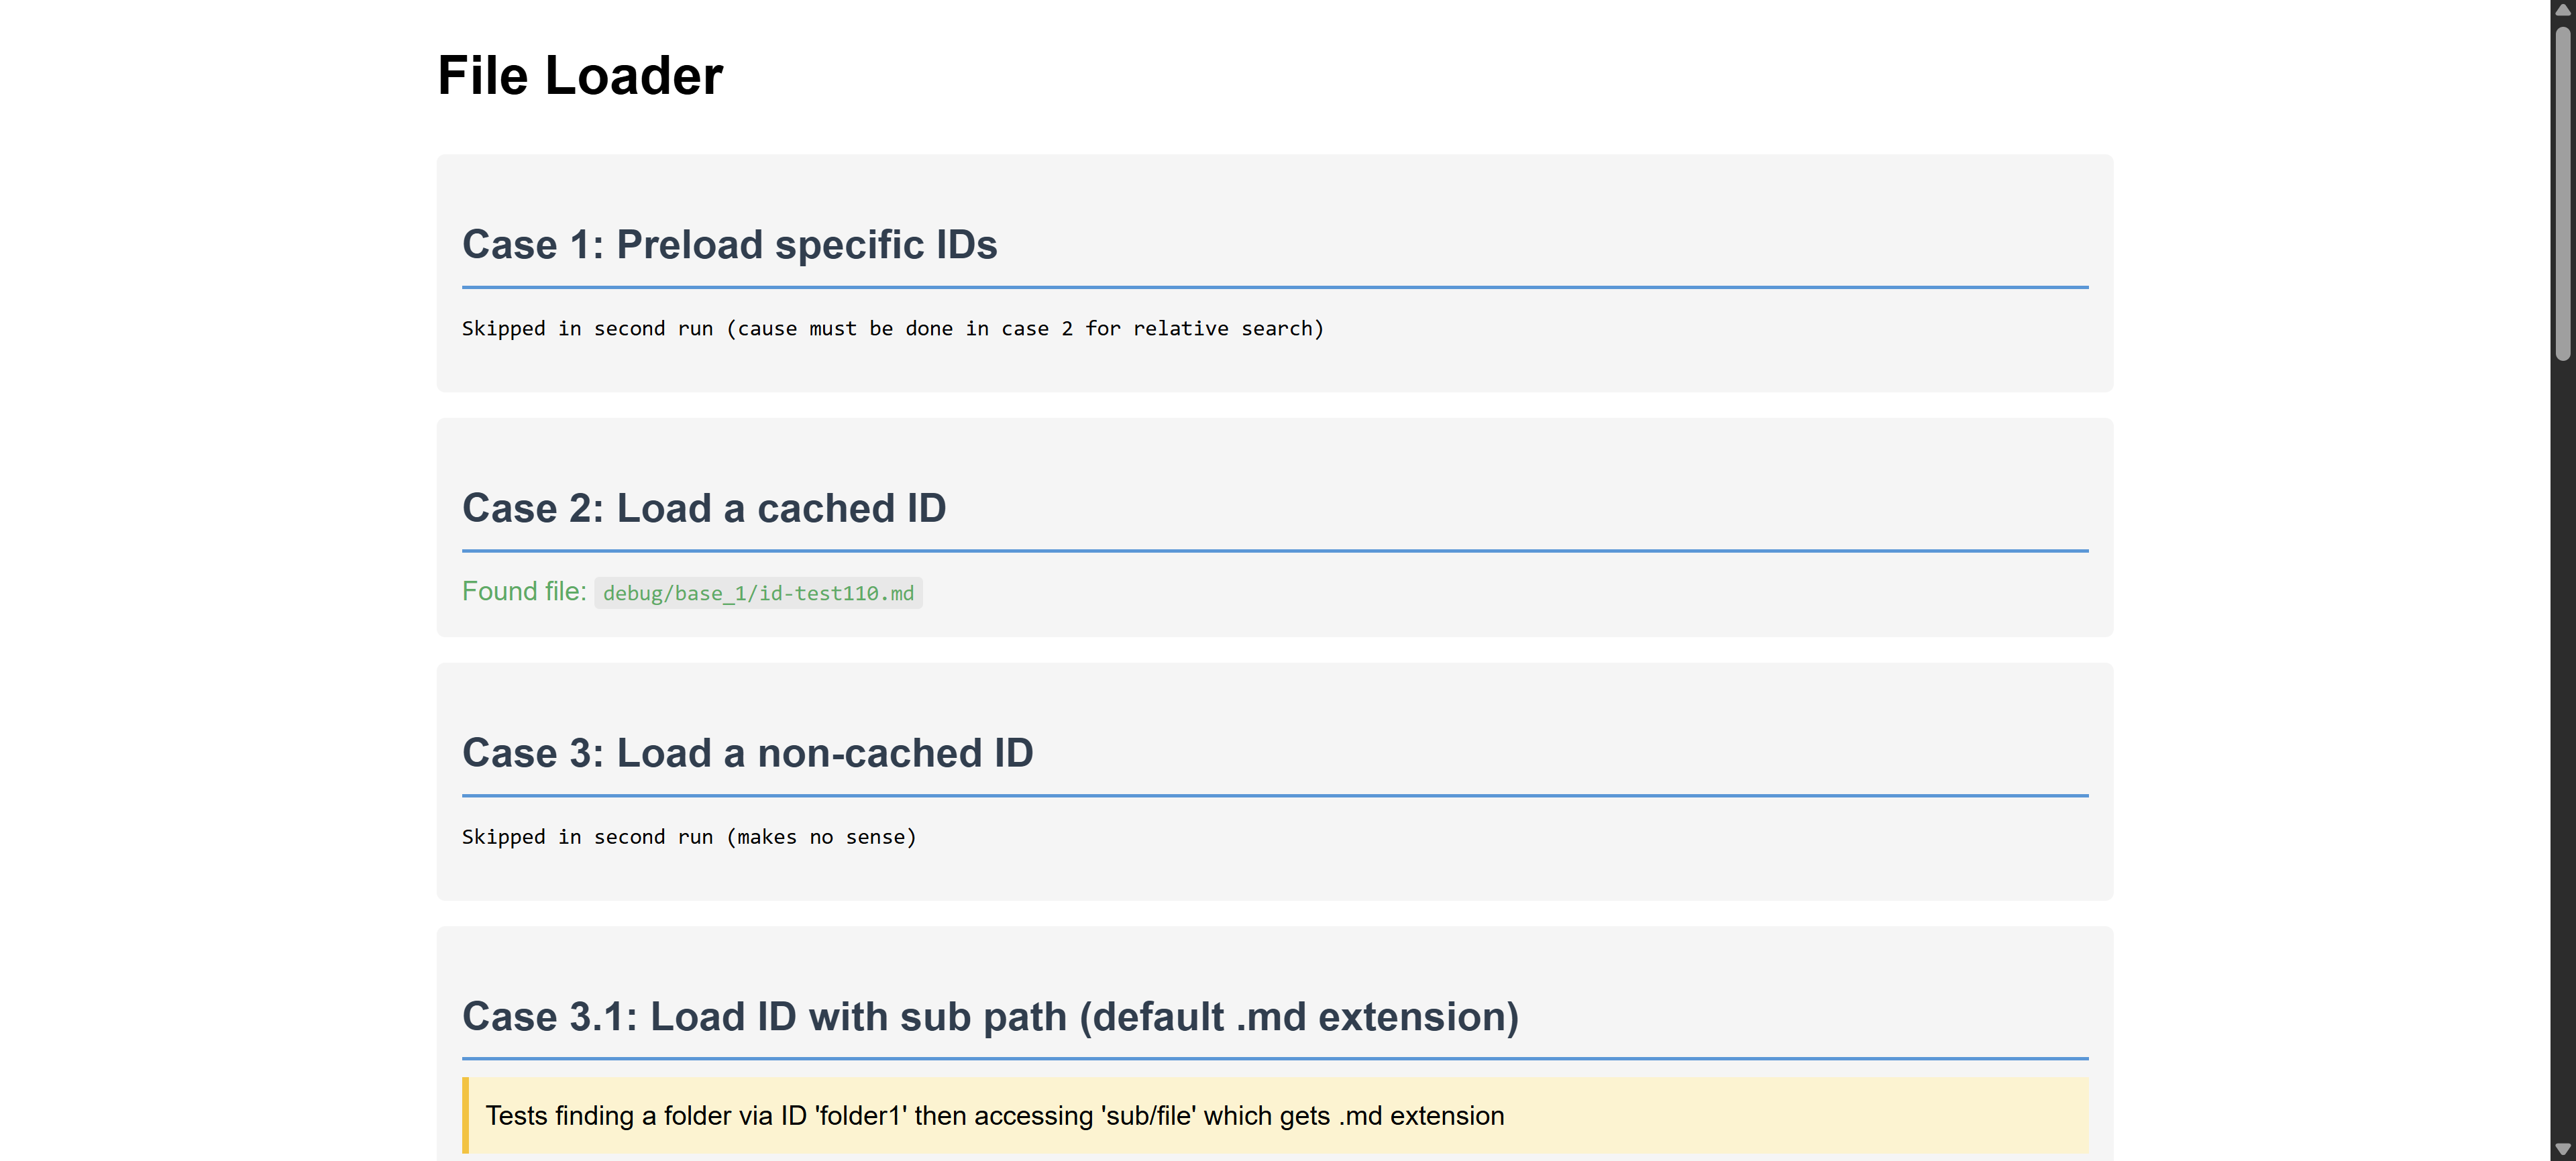 File Loader
Case 1: Preload specific IDs
Skipped in second run (cause must be done in case 2 for relative search)
Case 2: Load a cached ID
Found file: debug/base_1/id-test110.md
Case 3: Load a non-cached ID
Skipped in second run (makes no sense)
Case 3.1: Load ID with sub path (default .md extension)
Tests finding a folder via ID 'folder1' then accessing 'sub/file' which gets .md extension